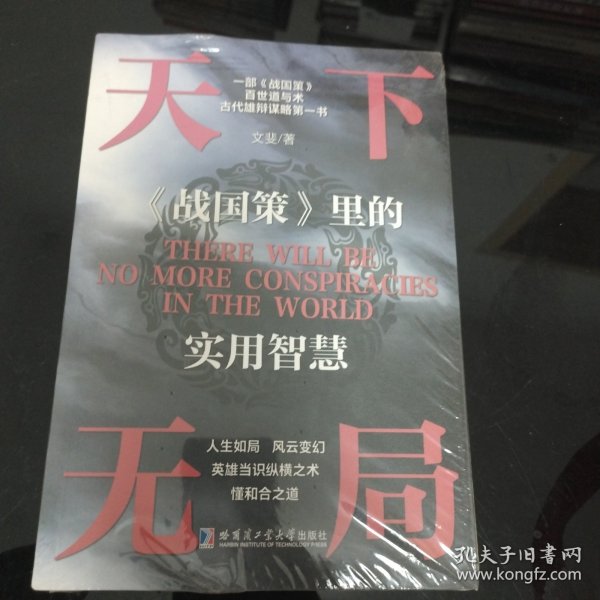 天下
一部《战国策》
百世道与术
古代雄辩谋略第一书
文斐/著
《战国策》里的
THERE WILL BE
NO MORE CONSPIRACIES
IN THE WORLD
实用智慧
无局
人生如局 风云变幻
英雄当识纵横之术
懂和合之道
哈尔滨工业大学出版社
HARBIN INSTITUTE OF TECHNOLOGY PRESS
孔夫子旧书网
www.kongfz.com